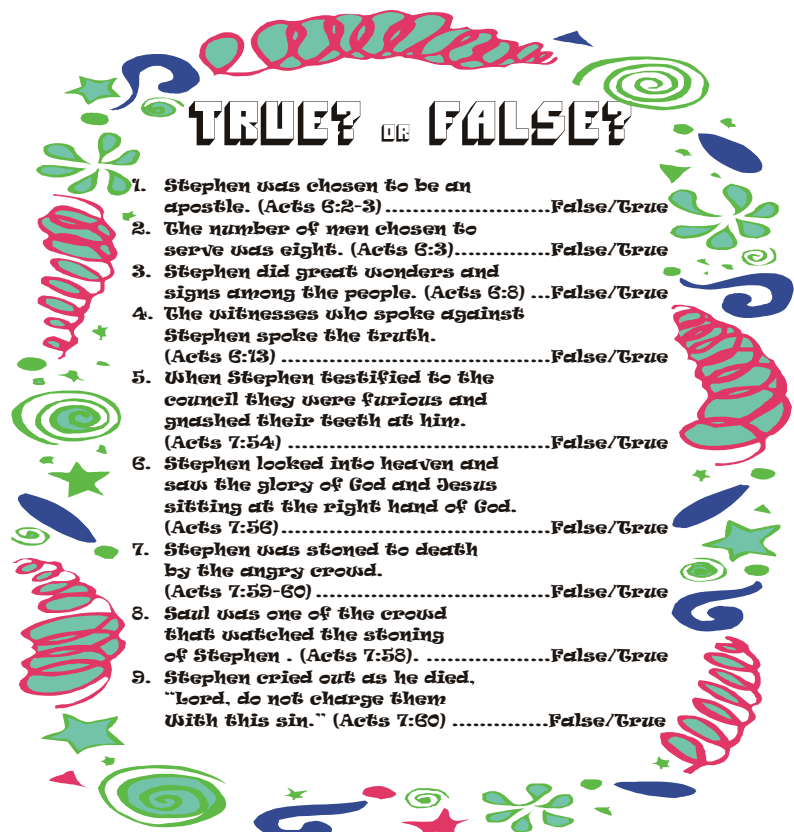 TRUE? OR FALSE?
1. Stephen was chosen to be an
apostle. (Acts 6:2-3) ........................False/True
2. The number of men chosen to
serve was eight. (Acts 6:3)..............False/True
3. Stephen did great wonders and
signs among the people. (Acts 6:8) ...False/True
4. The witnesses who spoke against
Stephen spoke the truth.
(Acts 6:13) .......................................False/True
5. When Stephen testified to the
council they were furious and
gnashed their teeth at him.
(Acts 7:54) ......................................False/True
6. Stephen looked into heaven and
saw the glory of God and Jesus
sitting at the right hand of God.
(Acts 7:56).......................................False/True
7. Stephen was stoned to death
by the angry crowd.
(Acts 7:59-60) ..................................False/True
8. Saul was one of the crowd
that watched the stoning
of Stephen . (Acts 7:58). ..................False/True
9. Stephen cried out as he died,
“Lord, do not charge them
With this sin.” (Acts 7:60) ..............False/True